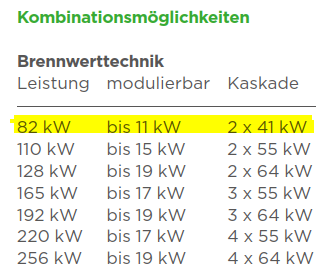 Kombinationsmöglichkeiten
Brennwerttechnik
Leistung modulierbar Kaskade
82 kW bis 11 kW 2 x 41 kW
110 kW bis 15 kW 2 x 55 kW
128 kW bis 19 kW 2 x 64 kW
165 kW bis 17 kW 3 x 55 kW
192 kW bis 19 kW 3 x 64 kW
220 kW bis 17 kW 4 x 55 kW
256 kW bis 19 kW 4 x 64 kW